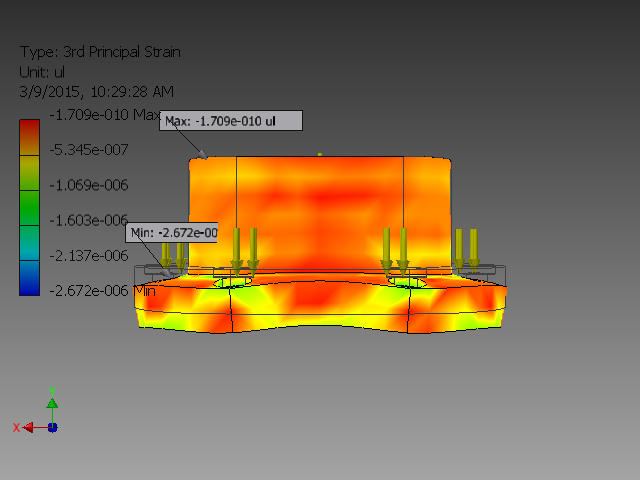 Type: 3rd Principal Strain
Unit: ul
3/9/2015, 10:29:28 AM
-1.709e-010 Max
Max: -1.709e-010 ul
-5.345e-007
-1.069e-006
-1.603e-006
Min: -2.672e-00
-2.137e-006
-2.672e-006 Min
Y
X